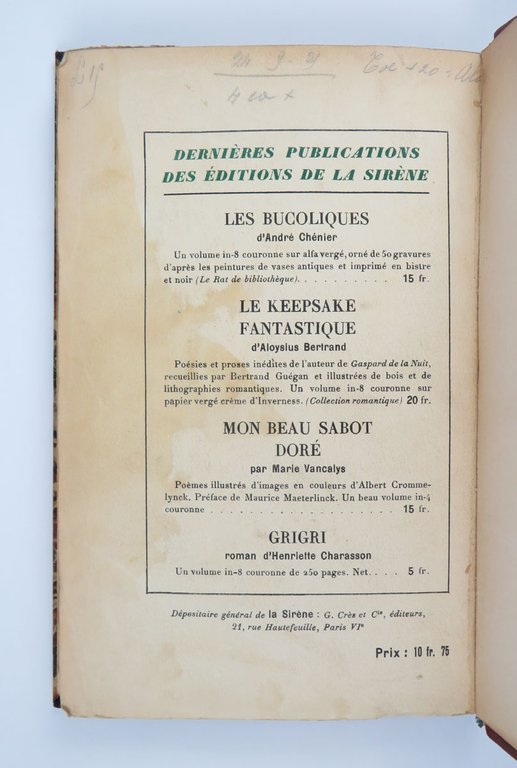 24 9 31
DERNIÈRES PUBLICATIONS
DES ÉDITIONS DE LA SIRÈNE
LES BUCOLIQUES
d'André Chénier
Un volume in-8 couronne sur alfa vergé, orné de 50 gravures
d'après les peintures de vases antiques et imprimé en bistre
et noir (Le Rat de bibliothèque). . . . . . . . . . 15 fr.
LE KEEPSAKE
FANTASTIQUE
d'Aloysius Bertrand
Poésies et proses inédites de l'auteur de Gaspard de la Nuit,
recueillies par Bertrand Guégan et illustrées de bois et de
lithographies romantiques. Un volume in-8 couronne sur
papier vergé crème d'Inverness. (Collection romantique) 20 fr.
MON BEAU SABOT
DORÉ
par Marie Vancalys
Poèmes illustrés d'images en couleurs d'Albert Cromme-
lynck. Préface de Maurice Maeterlinck. Un beau volume in-4
couronne . . . . . . . . . . . . . . . . . . . 15 fr.
GRIGRI
roman d'Henriette Charasson
Un volume in-8 couronne de 250 pages. Net. . . . 5 fr.
Dépositaire général de la Sirène : G. Crès et Cie, éditeurs,
21, rue Hautefeuille, Paris VIe
Prix : 10 fr. 75